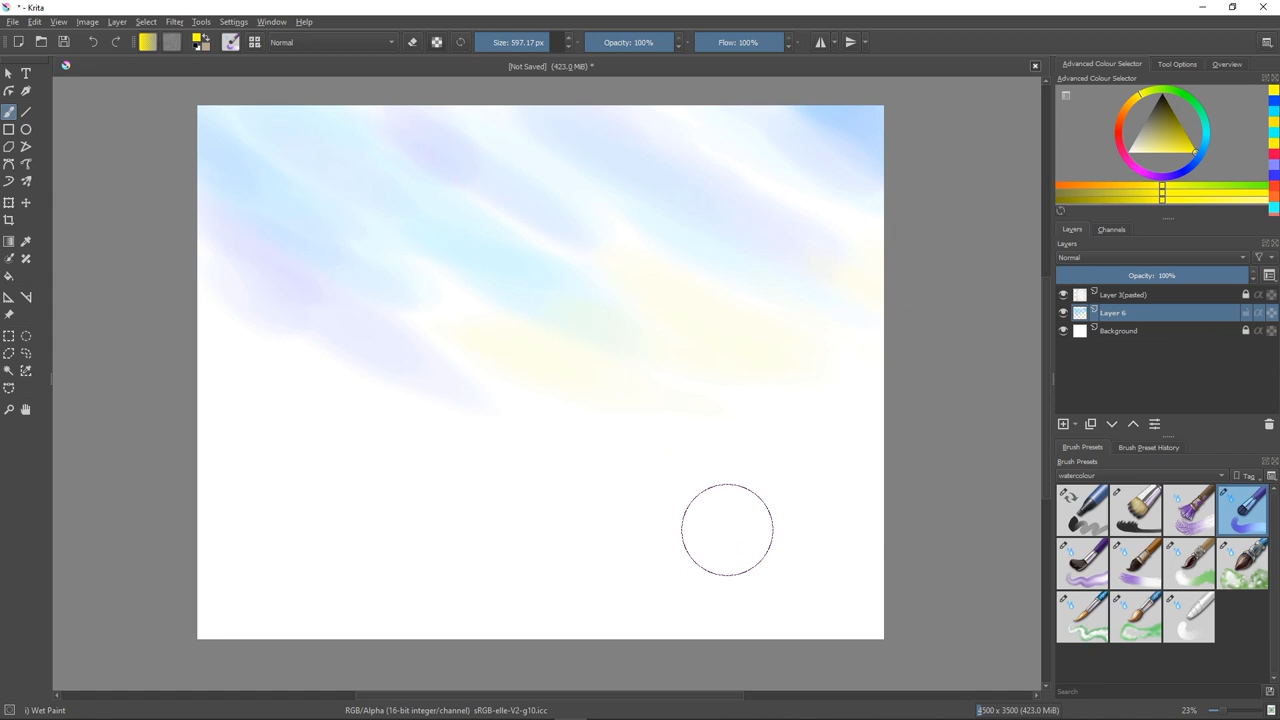 * - Krita
File Edit View Image Layer Select Filter Tools Settings Window Help
Normal Size: 597.17 px Opacity: 100% Flow: 100%
[Not Saved] (423.0 MiB) *
Advanced Colour Selector Tool Options Overview
Advanced Colour Selector
Layers Channels
Layers
Normal
Opacity: 100%
Layer 3(pasted)
Layer 6
Background
Brush Presets Brush Preset History
Brush Presets
watercolour Tag
Search
i) Wet Paint RGB/Alpha (16-bit integer/channel) sRGB-elle-V2-g10.icc 4500 x 3500 (423.0 MiB) 23%